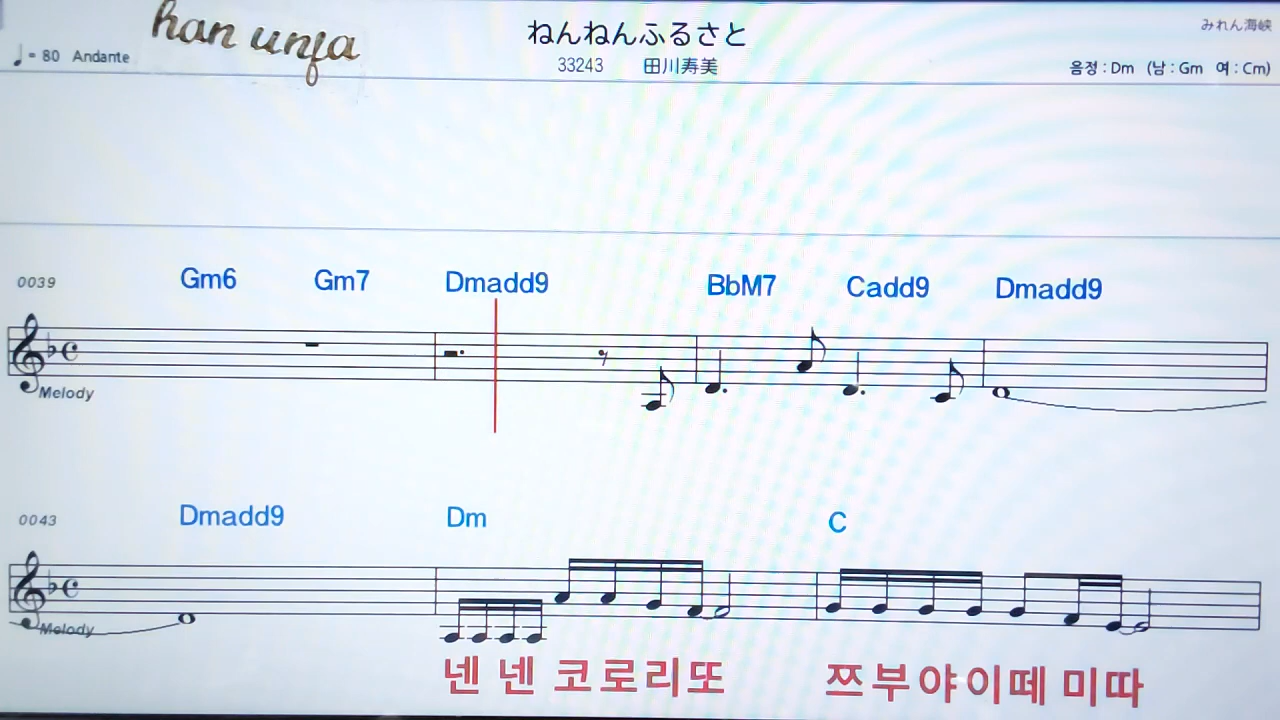 han unja
ねんねんふるさと
みれん海峡
♩= 80 Andante
33243 田川寿美
음정 : Dm (남 : Gm 여 : Cm)
0039 Gm6 Gm7 Dmadd9 BbM7 Cadd9 Dmadd9
Melody
0043 Dmadd9 Dm C
Melody
넨 넨 코로리또 쯔부야이떼 미따